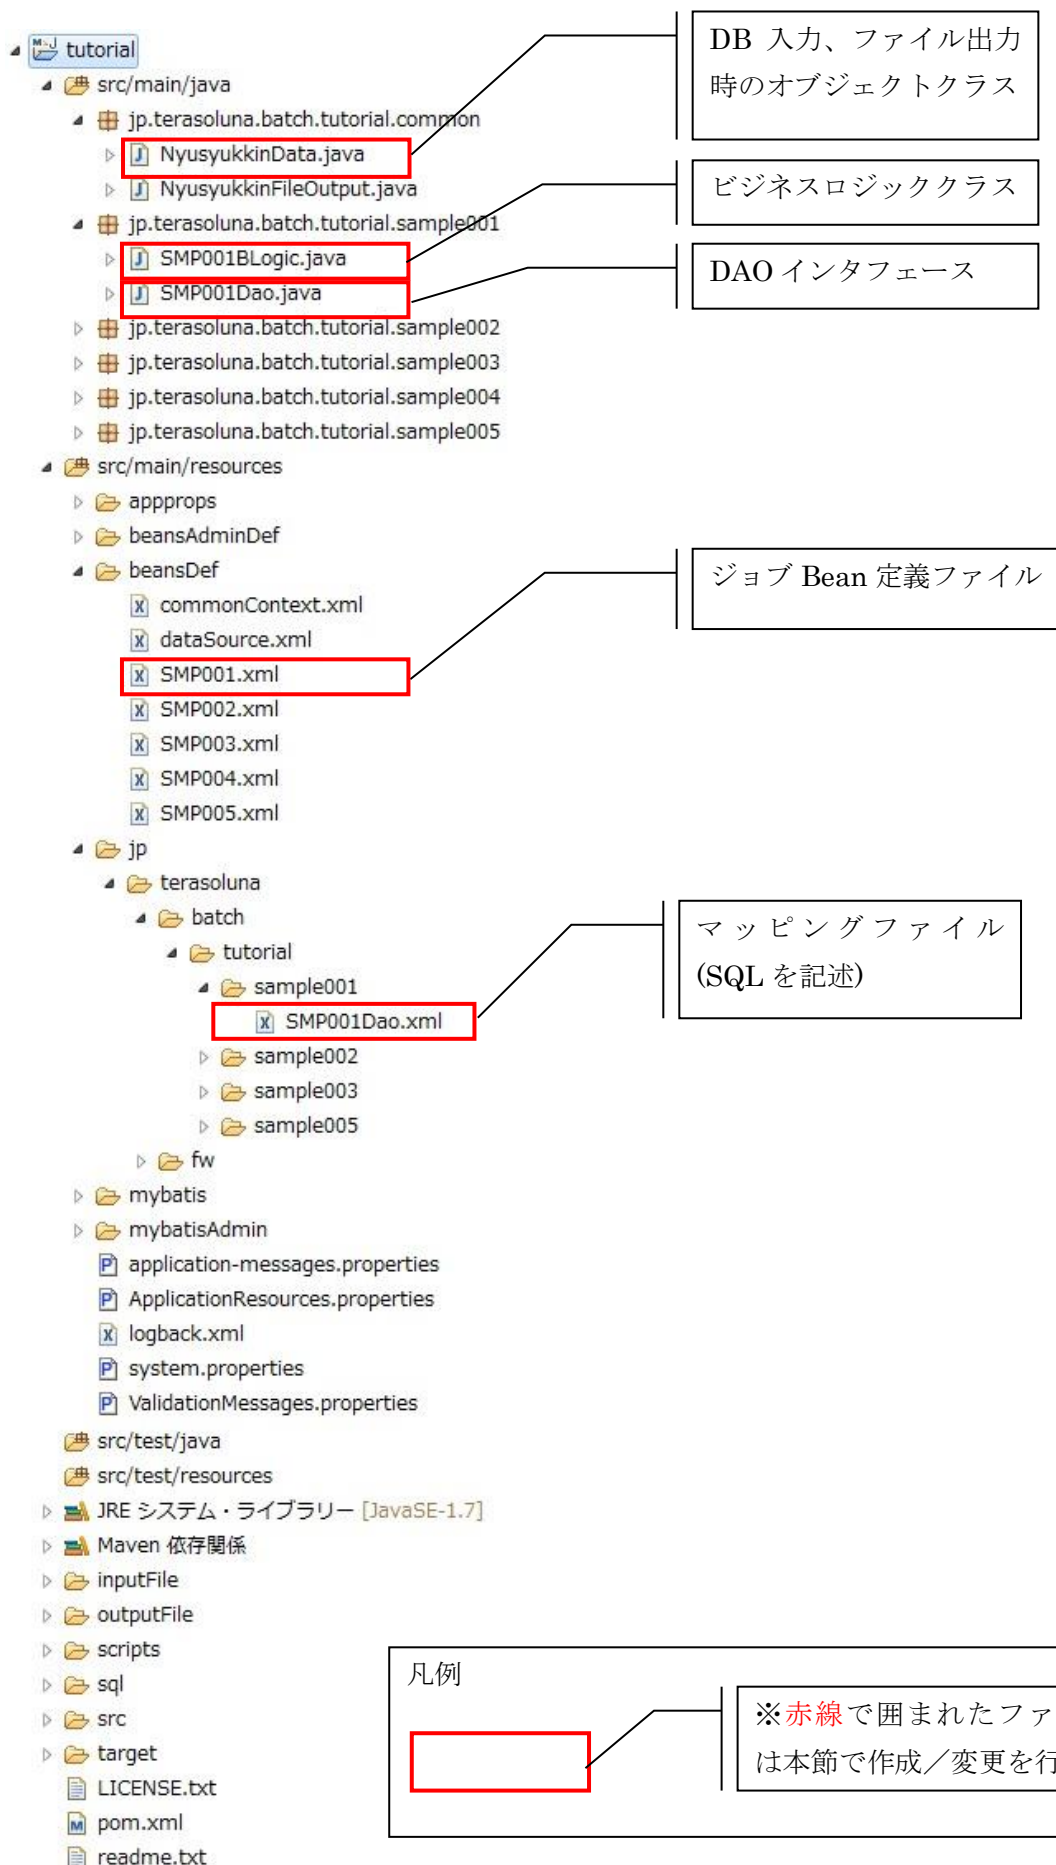 tutorial
src/main/java
jp.terasoluna.batch.tutorial.common
NyusyukkinData.java
NyusyukkinFileOutput.java
jp.terasoluna.batch.tutorial.sample001
SMP001BLogic.java
SMP001Dao.java
jp.terasoluna.batch.tutorial.sample002
jp.terasoluna.batch.tutorial.sample003
jp.terasoluna.batch.tutorial.sample004
jp.terasoluna.batch.tutorial.sample005
src/main/resources
appprops
beansAdminDef
beansDef
commonContext.xml
dataSource.xml
SMP001.xml
SMP002.xml
SMP003.xml
SMP004.xml
SMP005.xml
jp
terasoluna
batch
tutorial
sample001
SMP001Dao.xml
sample002
sample003
sample005
fw
mybatis
mybatisAdmin
application-messages.properties
ApplicationResources.properties
logback.xml
system.properties
ValidationMessages.properties
src/test/java
src/test/resources
JRE システム・ライブラリー [JavaSE-1.7]
Maven 依存関係
inputFile
outputFile
scripts
sql
src
target
LICENSE.txt
pom.xml
readme.txt
DB 入力、ファイル出力
時のオブジェクトクラス
ビジネスロジッククラス
DAO インタフェース
ジョブ Bean 定義ファイル
マッピングファイル
(SQL を記述)
凡例
※赤線で囲まれたファ
は本節で作成／変更を行